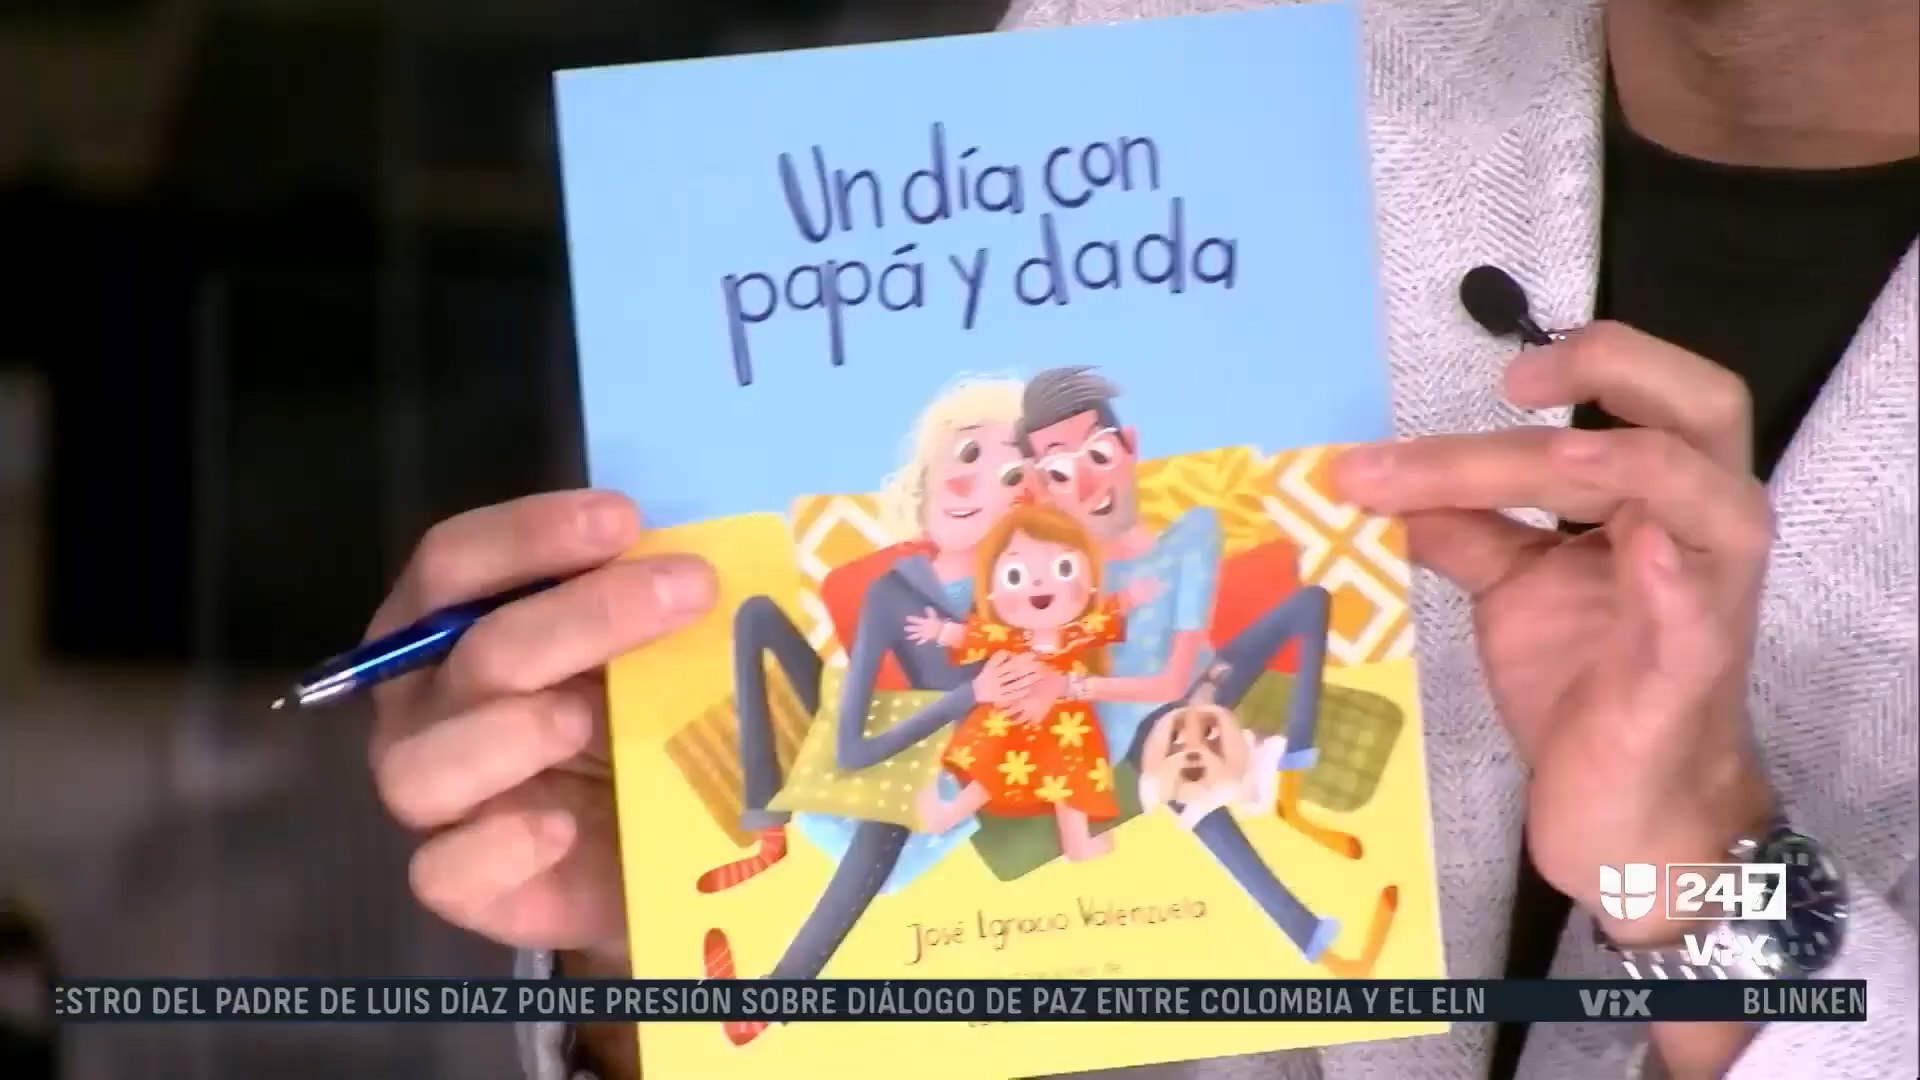 Un día con
papá y dada
José Ignacio Valenzuela
24/7
ViX
ESTRO DEL PADRE DE LUIS DÍAZ PONE PRESIÓN SOBRE DIÁLOGO DE PAZ ENTRE COLOMBIA Y EL ELN ViX BLINKEN